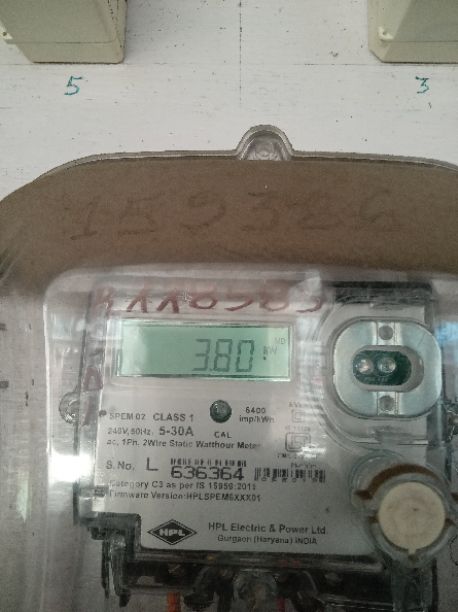 5
3
159326
3.80
MD
kW
SPEM 02 CLASS 1
6400
imp/kWh
240V, 50Hz, 5-30A
CAL
ac, 1Ph. 2Wire Static Watthour Meter
S. No. L 636364
Category C3 as per IS 15959:2011
Firmware Version:HPLSPEM6XXX01
HPL
HPL Electric & Power Ltd.
Gurgaon (Haryana) INDIA